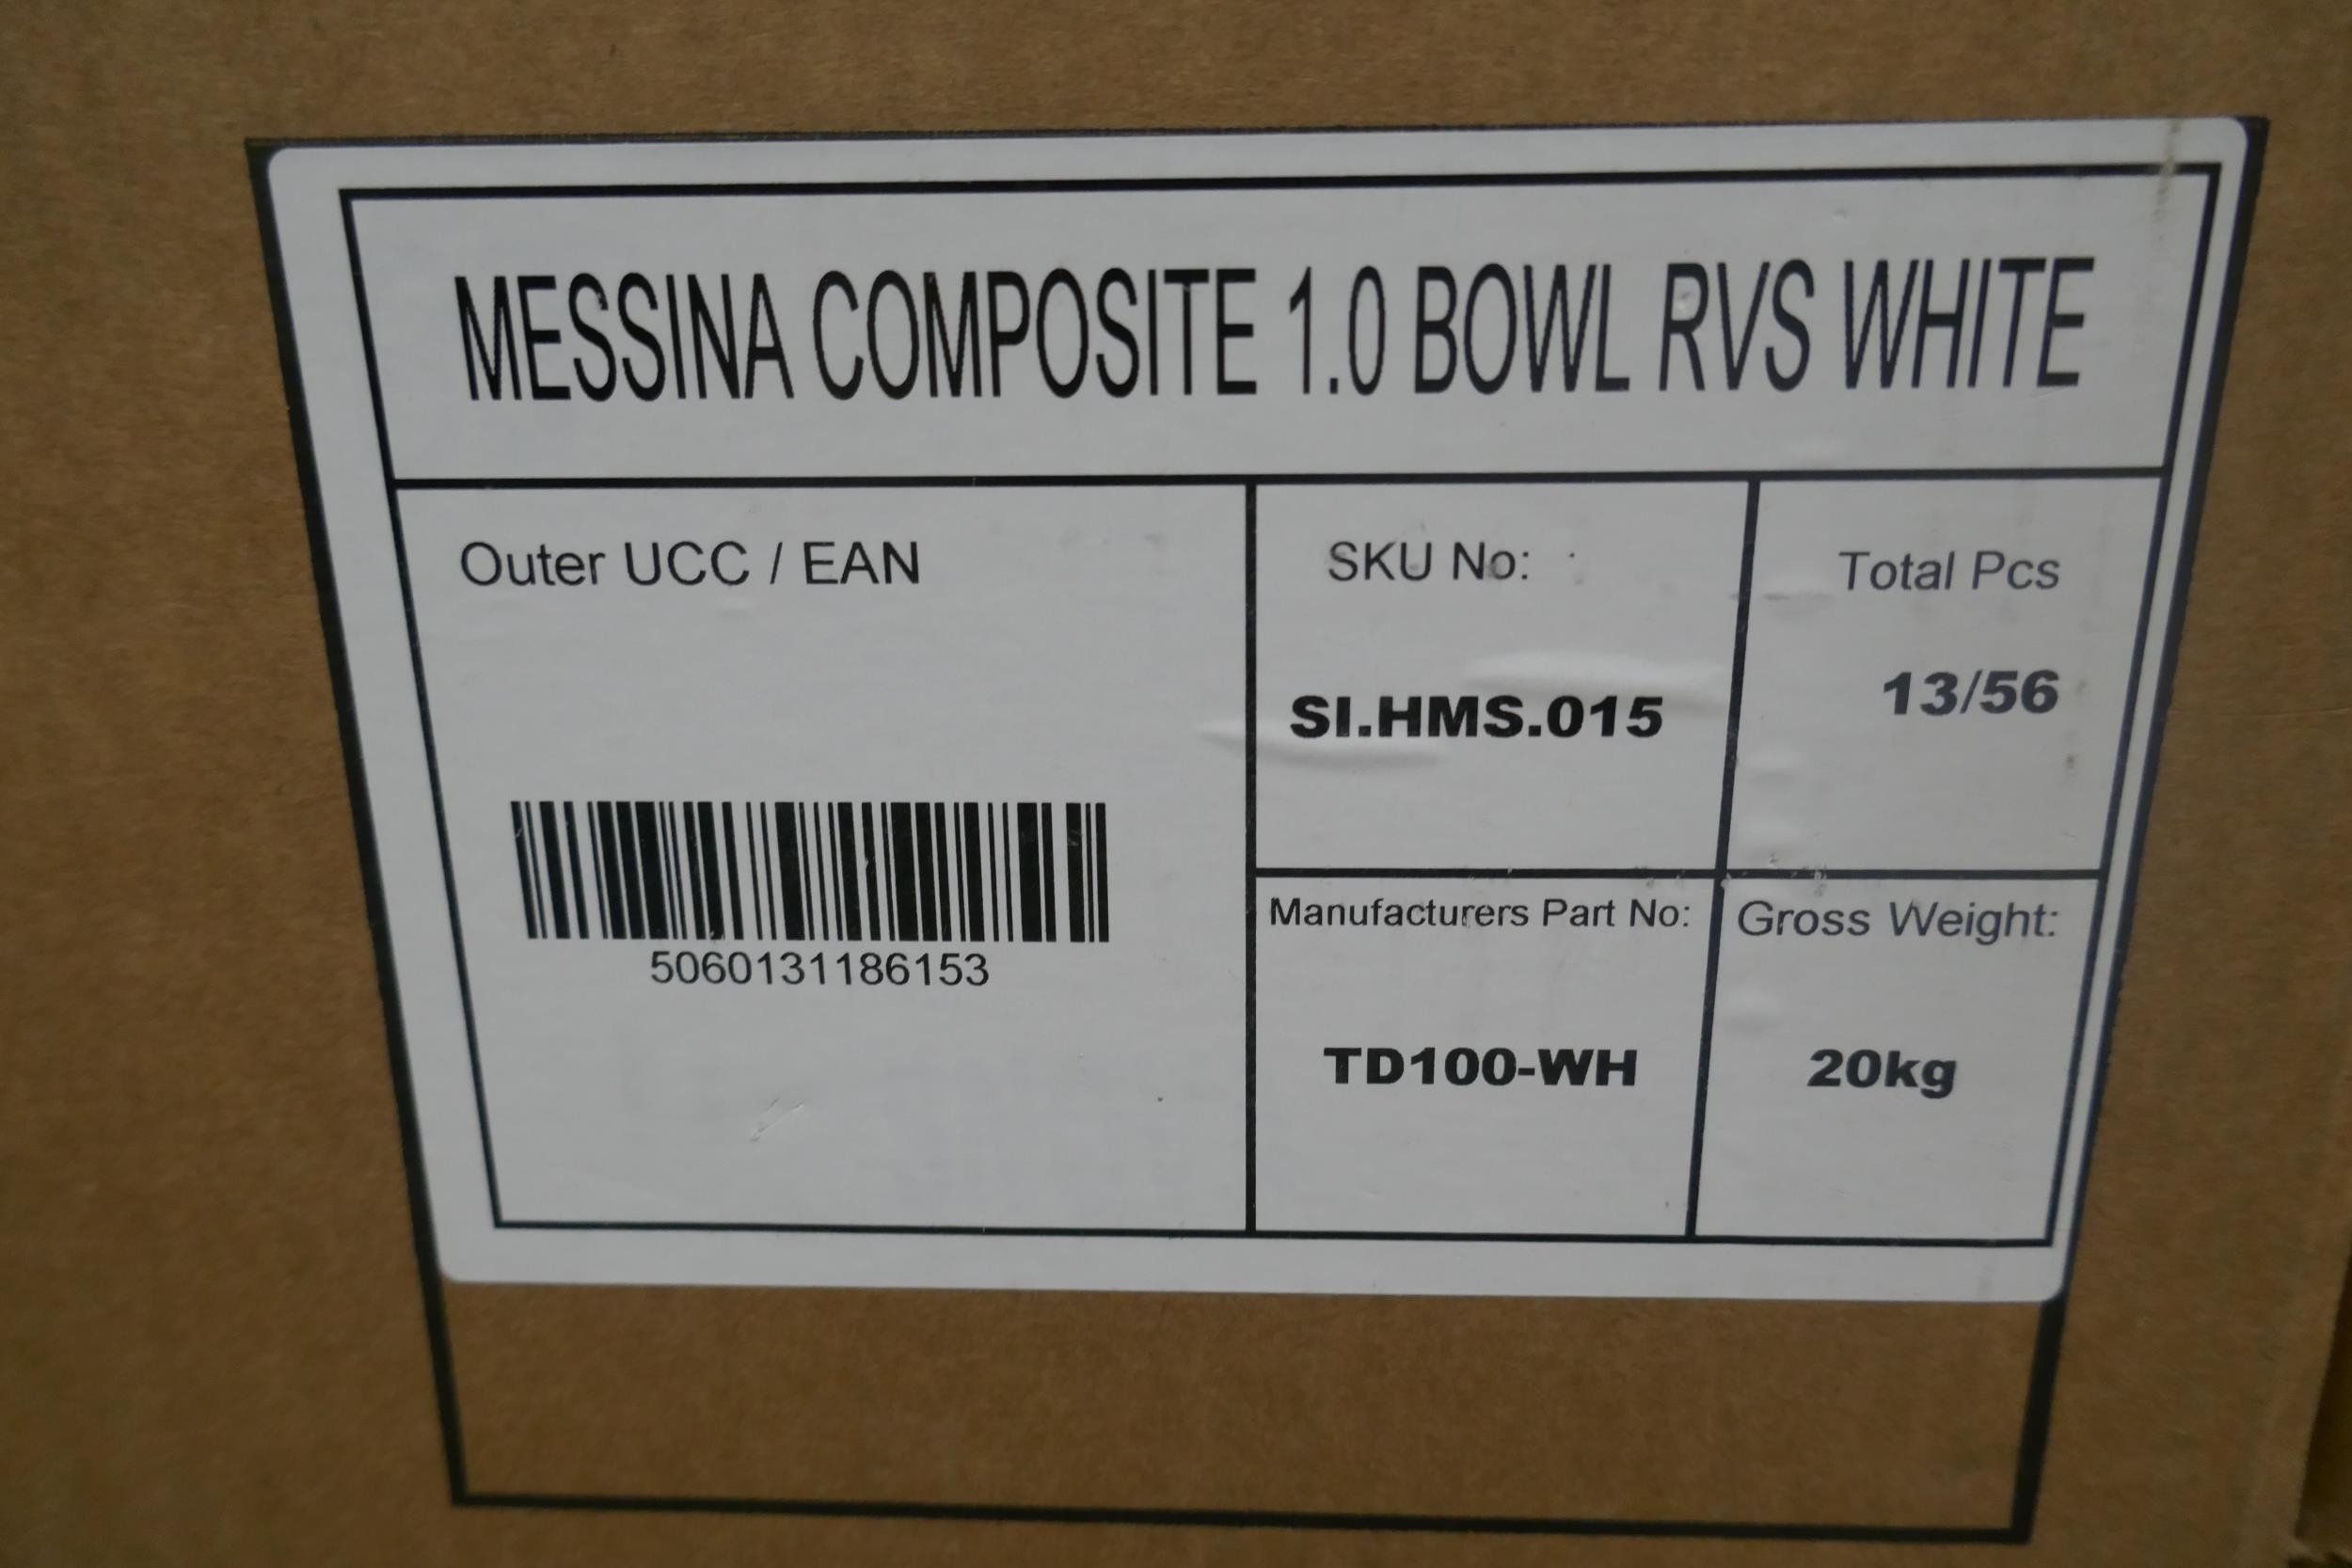 MESSINA COMPOSITE 1.0 BOWL RVS WHITE
Outer UCC / EAN
5060131186153
SKU No:
SI.HMS.015
Total Pcs
13/56
Manufacturers Part No:
TD100-WH
Gross Weight:
20kg